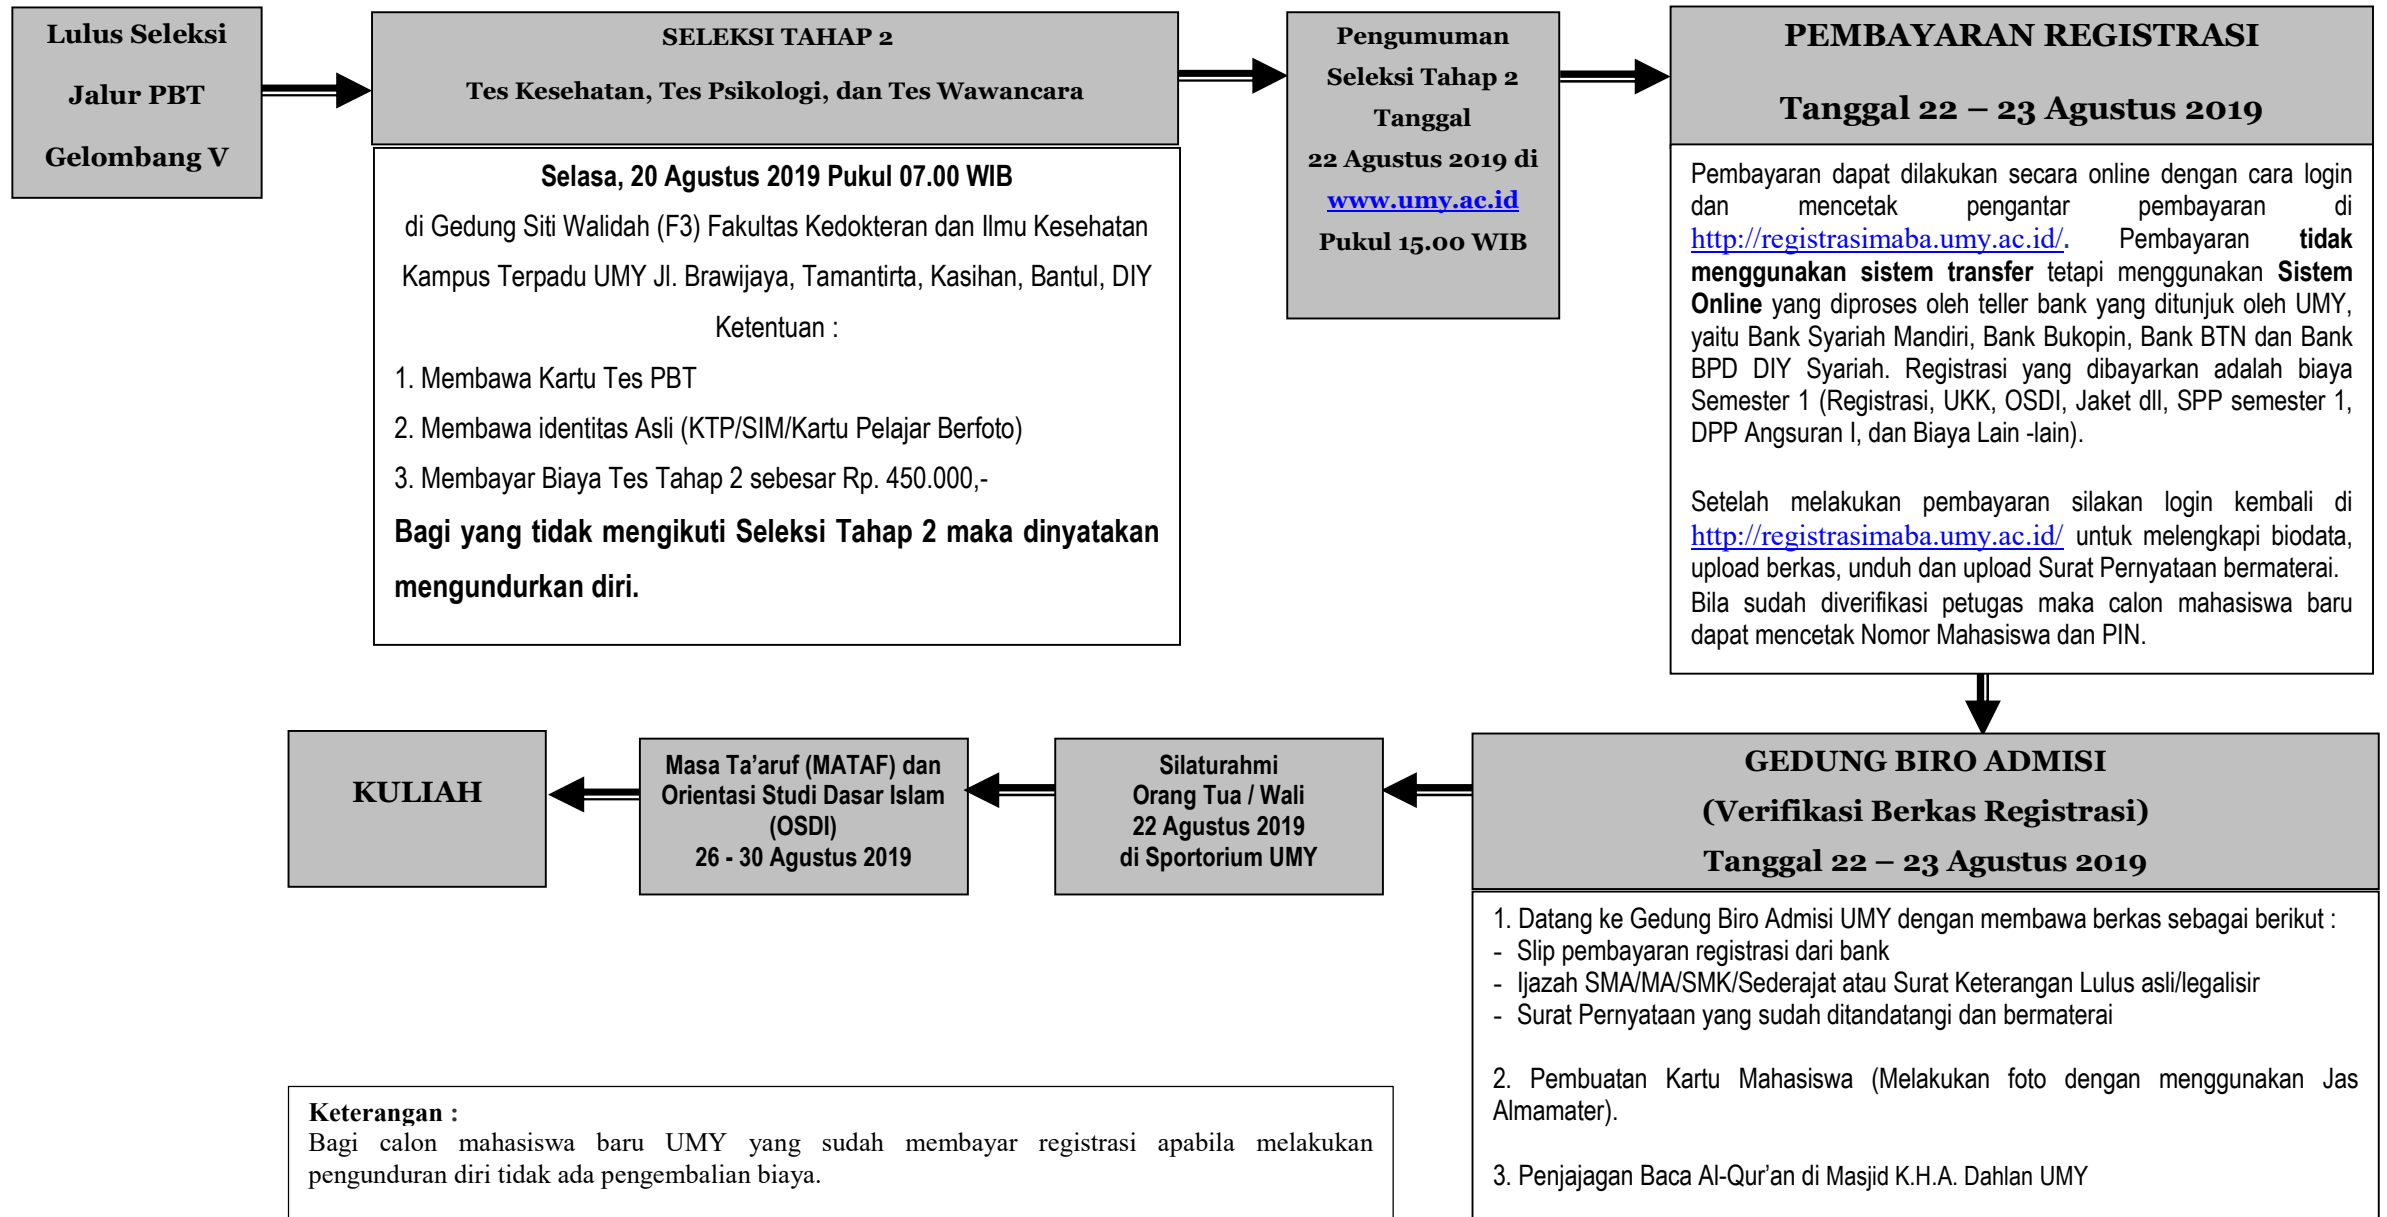 Lulus Seleksi
Jalur PBT
Gelombang V
SELEKSI TAHAP 2
Tes Kesehatan, Tes Psikologi, dan Tes Wawancara
Selasa, 20 Agustus 2019 Pukul 07.00 WIB
di Gedung Siti Walidah (F3) Fakultas Kedokteran dan Ilmu Kesehatan
Kampus Terpadu UMY Jl. Brawijaya, Tamantirta, Kasihan, Bantul, DIY
Ketentuan :
1. Membawa Kartu Tes PBT
2. Membawa identitas Asli (KTP/SIM/Kartu Pelajar Berfoto)
3. Membayar Biaya Tes Tahap 2 sebesar Rp. 450.000,-
Bagi yang tidak mengikuti Seleksi Tahap 2 maka dinyatakan
mengundurkan diri.
Pengumuman
Seleksi Tahap 2
Tanggal
22 Agustus 2019 di
www.umy.ac.id
Pukul 15.00 WIB
PEMBAYARAN REGISTRASI
Tanggal 22 – 23 Agustus 2019
Pembayaran dapat dilakukan secara online dengan cara login
dan mencetak pengantar pembayaran di
http://registrasimaba.umy.ac.id/. Pembayaran tidak
menggunakan sistem transfer tetapi menggunakan Sistem
Online yang diproses oleh teller bank yang ditunjuk oleh UMY,
yaitu Bank Syariah Mandiri, Bank Bukopin, Bank BTN dan Bank
BPD DIY Syariah. Registrasi yang dibayarkan adalah biaya
Semester 1 (Registrasi, UKK, OSDI, Jaket dll, SPP semester 1,
DPP Angsuran I, dan Biaya Lain -lain).
Setelah melakukan pembayaran silakan login kembali di
http://registrasimaba.umy.ac.id/ untuk melengkapi biodata,
upload berkas, unduh dan upload Surat Pernyataan bermaterai.
Bila sudah diverifikasi petugas maka calon mahasiswa baru
dapat mencetak Nomor Mahasiswa dan PIN.
GEDUNG BIRO ADMISI
(Verifikasi Berkas Registrasi)
Tanggal 22 – 23 Agustus 2019
1. Datang ke Gedung Biro Admisi UMY dengan membawa berkas sebagai berikut :
- Slip pembayaran registrasi dari bank
- Ijazah SMA/MA/SMK/Sederajat atau Surat Keterangan Lulus asli/legalisir
- Surat Pernyataan yang sudah ditandatangi dan bermaterai
2. Pembuatan Kartu Mahasiswa (Melakukan foto dengan menggunakan Jas
Almamater).
3. Penjajagan Baca Al-Qur’an di Masjid K.H.A. Dahlan UMY
Silaturahmi
Orang Tua / Wali
22 Agustus 2019
di Sportorium UMY
Masa Ta’aruf (MATAF) dan
Orientasi Studi Dasar Islam
(OSDI)
26 - 30 Agustus 2019
KULIAH
Keterangan :
Bagi calon mahasiswa baru UMY yang sudah membayar registrasi apabila melakukan
pengunduran diri tidak ada pengembalian biaya.